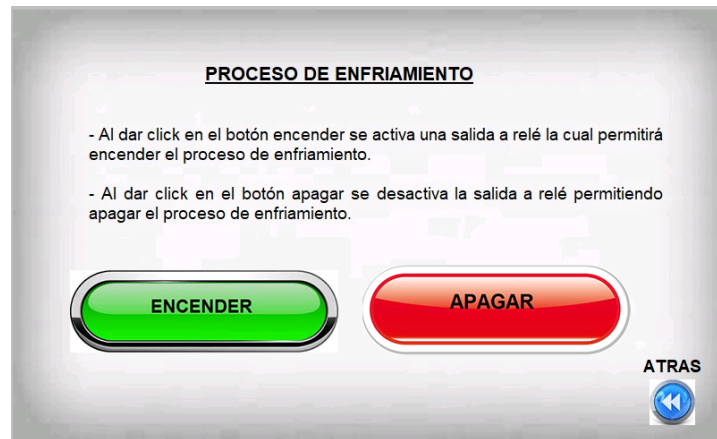 PROCESO DE ENFRIAMIENTO
- Al dar click en el botón encender se activa una salida a relé la cual permitirá
encender el proceso de enfriamiento.
- Al dar click en el botón apagar se desactiva la salida a relé permitiendo
apagar el proceso de enfriamiento.
ENCENDER
APAGAR
ATRAS